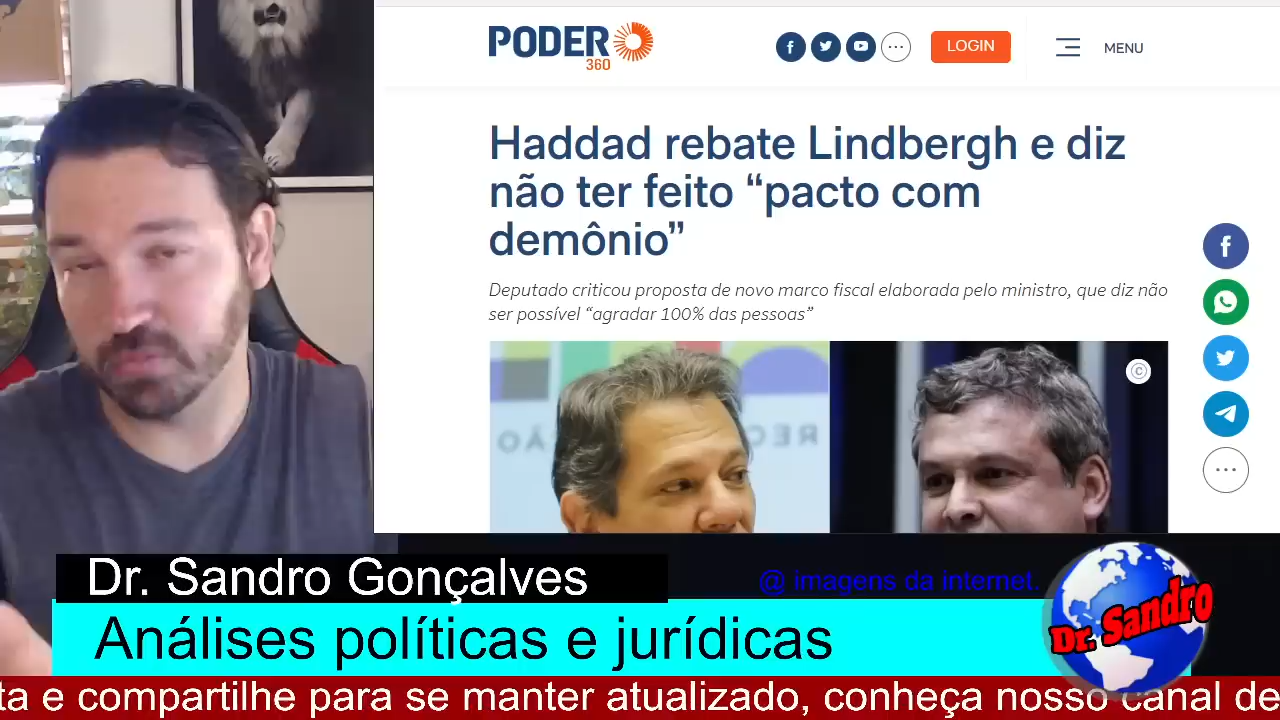 PODER
360
LOGIN
MENU
Haddad rebate Lindbergh e diz
não ter feito “pacto com
demônio”
Deputado criticou proposta de novo marco fiscal elaborada pelo ministro, que diz não
ser possível “agradar 100% das pessoas”
©
Dr. Sandro Gonçalves
@ imagens da internet.
Análises políticas e jurídicas
Dr. Sandro
ta e compartilhe para se manter atualizado, conheça nosso canal de